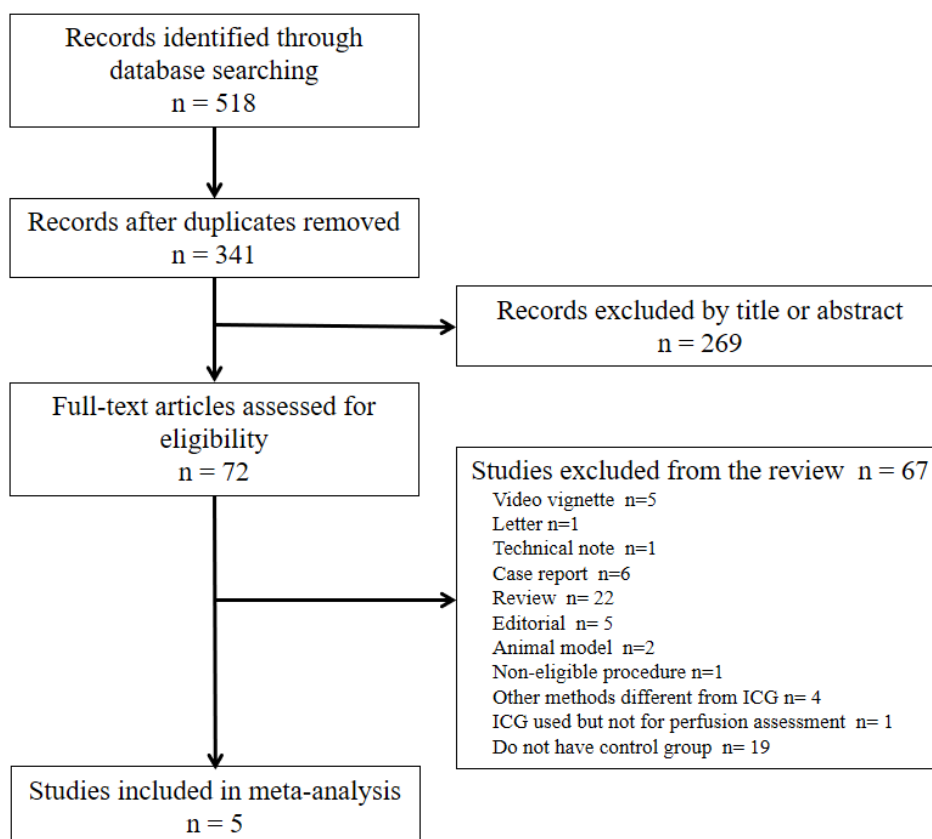 Records identified through
database searching
n = 518
Records after duplicates removed
n = 341
Records excluded by title or abstract
n = 269
Full-text articles assessed for
eligibility
n = 72
Studies excluded from the review n = 67
Video vignette n=5
Letter n=1
Technical note n=1
Case report n=6
Review n= 22
Editorial n= 5
Animal model n=2
Non-eligible procedure n=1
Other methods different from ICG n= 4
ICG used but not for perfusion assessment n= 1
Do not have control group n= 19
Studies included in meta-analysis
n = 5